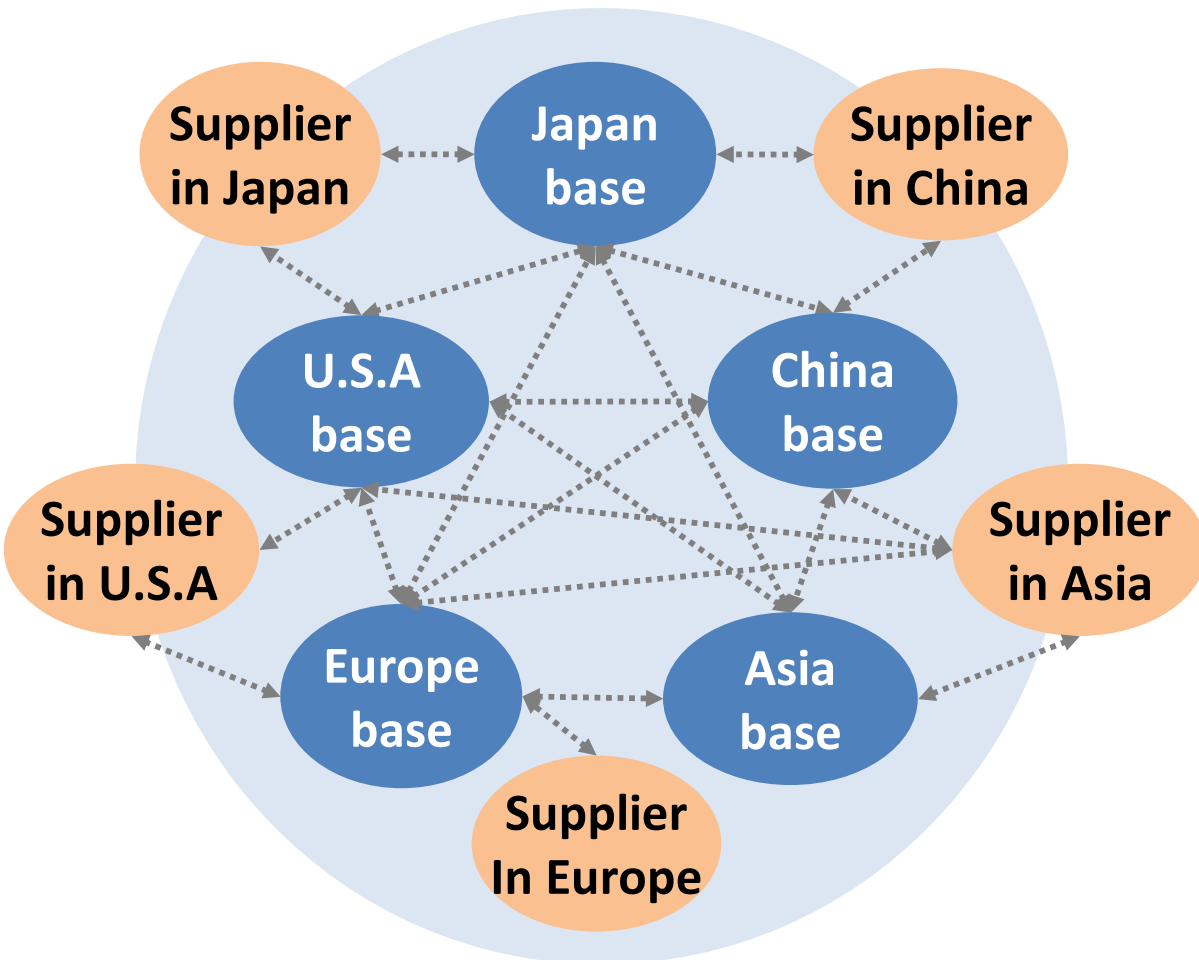 Supplier
in Japan
Japan
base
Supplier
in China
U.S.A
base
China
base
Supplier
in U.S.A
Supplier
in Asia
Europe
base
Asia
base
Supplier
In Europe